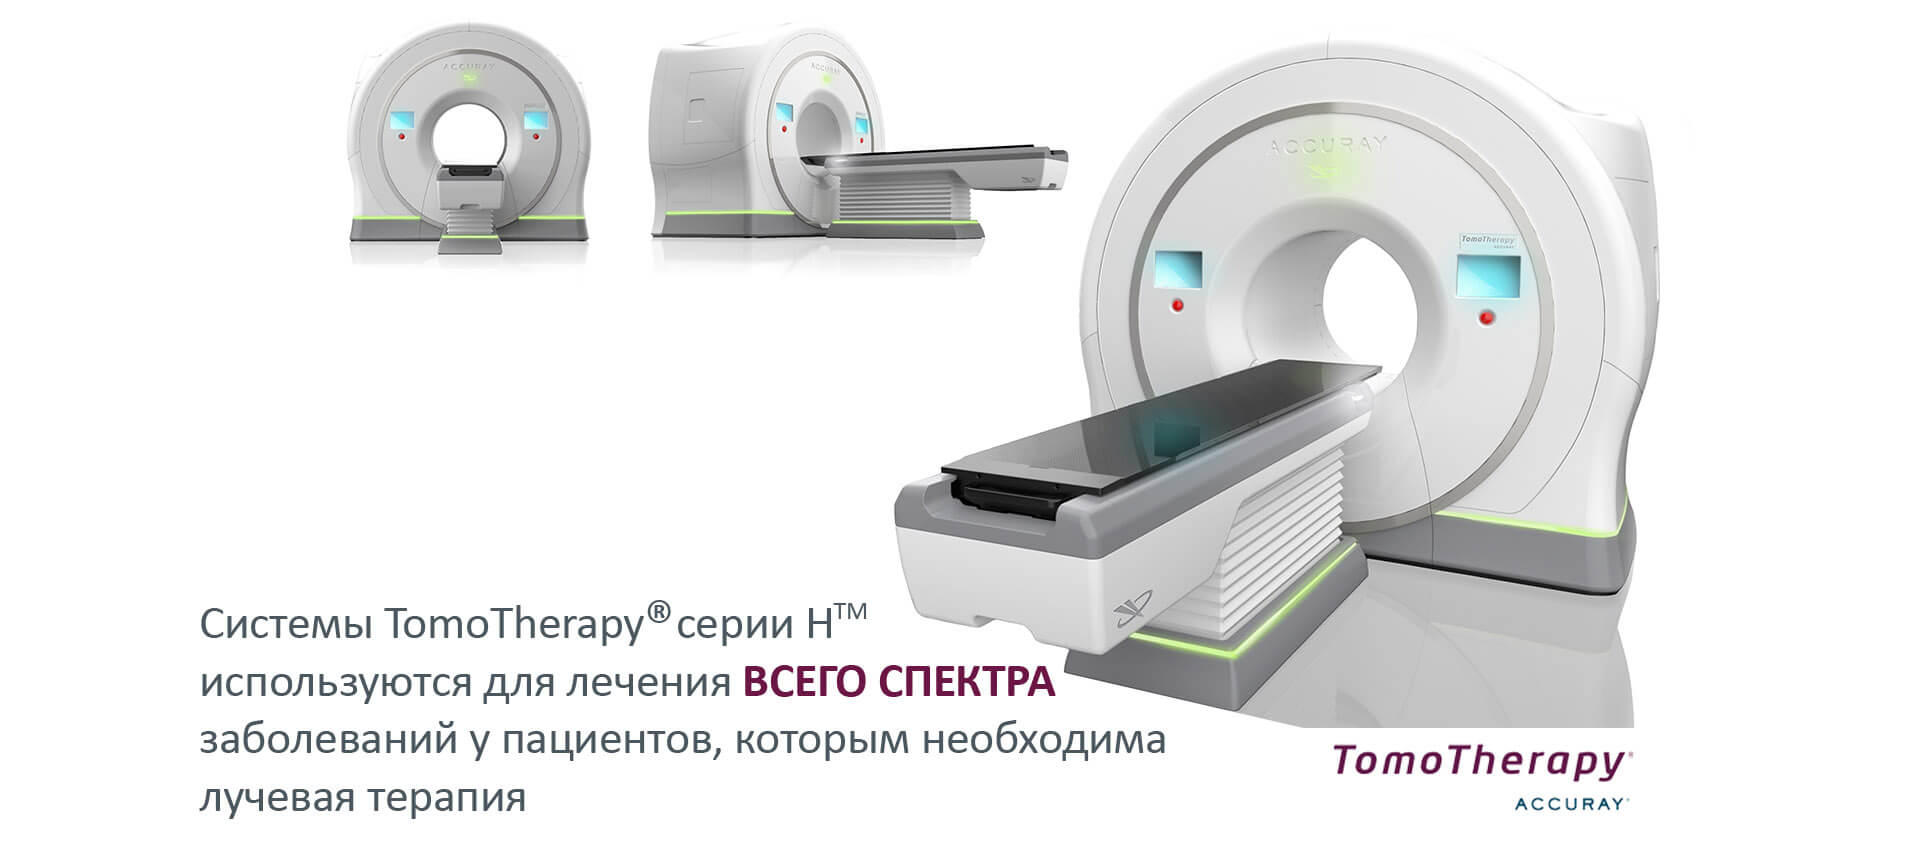 ACCURAY
ACCURAY
ACCURAY
TomoTherapy
ACCURAY
Системы TomoTherapy® серии H™
используются для лечения ВСЕГО СПЕКТРА
заболеваний у пациентов, которым необходима
лучевая терапия
TomoTherapy®
ACCURAY®